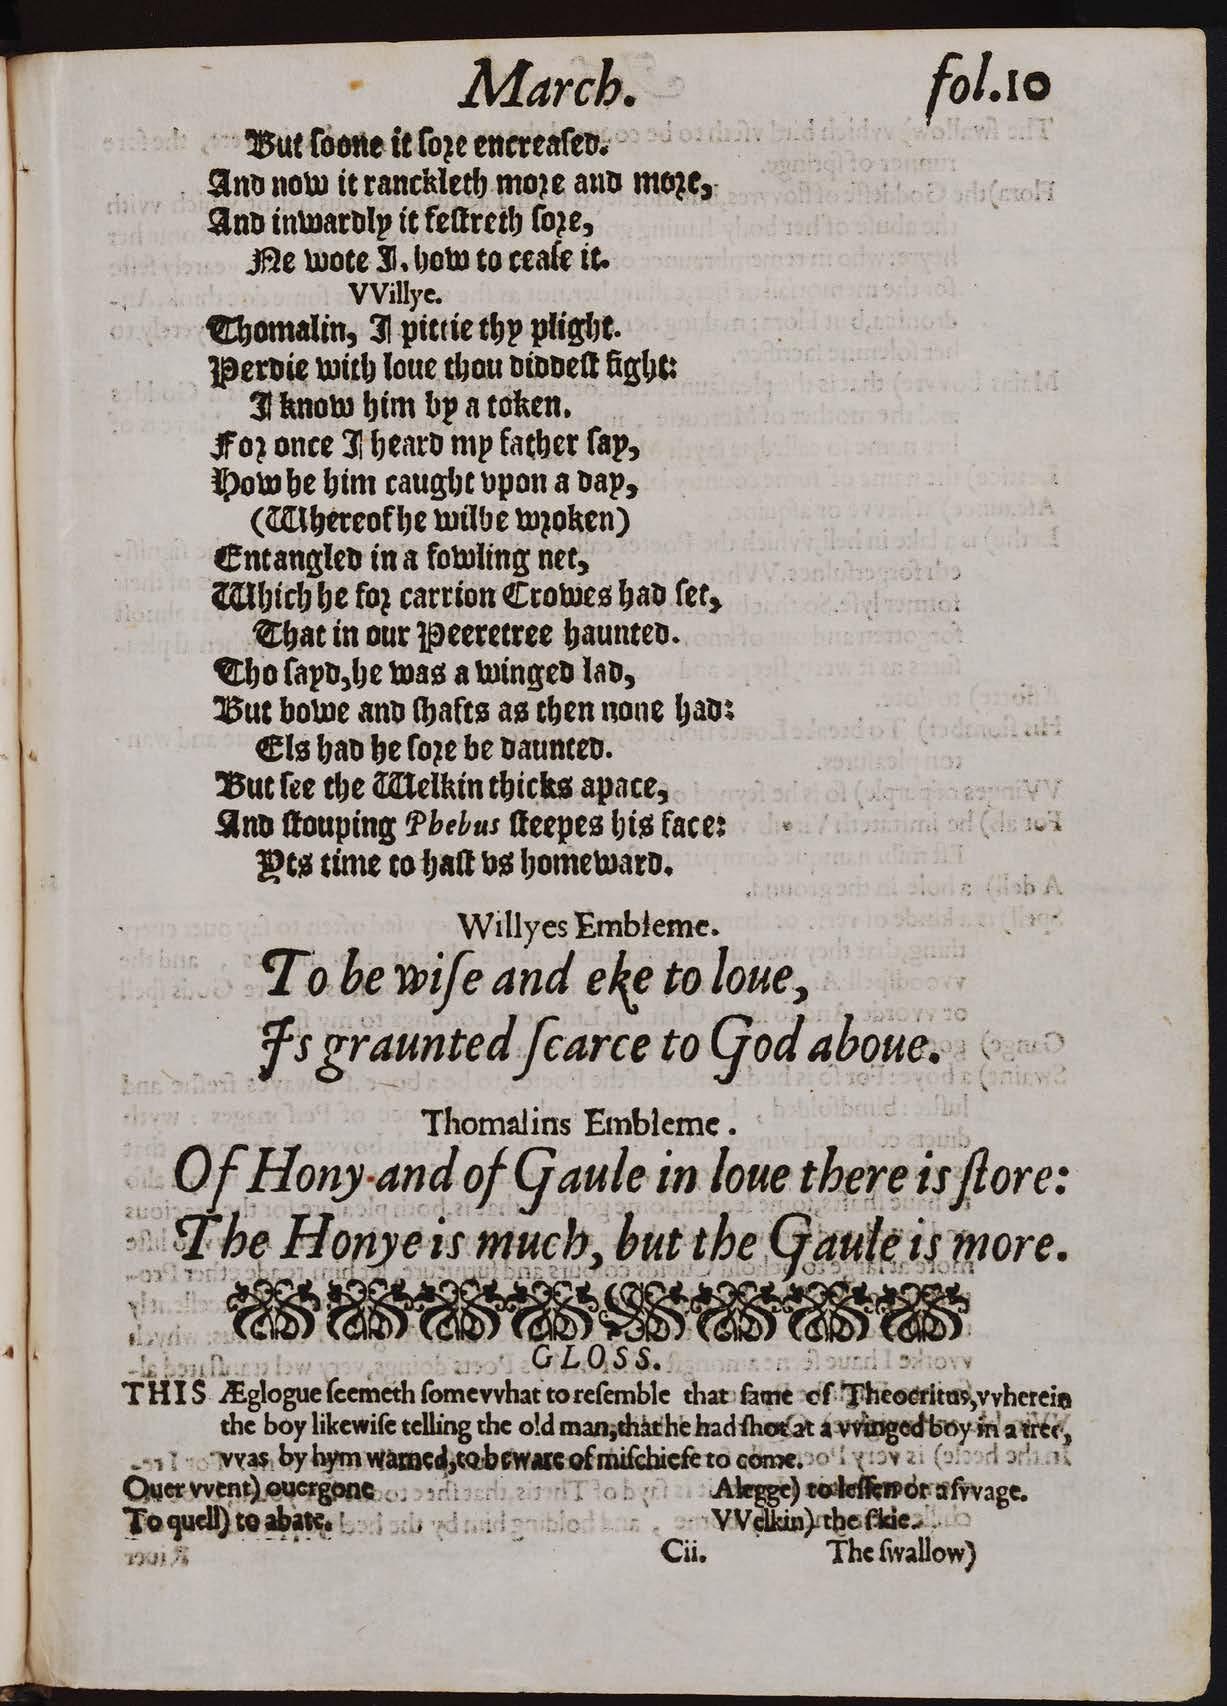 March.
fol.10
But ſoone it ſore encreaſed.
And now it ranckleth more and more,
And inwardly it feſtreth ſore,
Ne wote I, how to ceaſe it.
VVillye.
Thomalin, I pittie thy plight.
Perdie with loue thou diddeſt fight:
I know him by a token.
For once I heard my father ſay,
How he him caught vpon a day,
(Whereof he wilbe wroken)
Entangled in a fowling net,
Which he for carrion Crowes had ſet,
That in our Peeretree haunted.
Tho ſayd, he was a winged lad,
But bowe and ſhafts as then none had:
Els had he ſore be daunted.
But ſee the Welkin thicks apace,
And ſtouping Phebus ſteepes his face:
Yts time to haſt vs homeward.
Willyes Embleme.
To be wiſe and eke to loue,
Is graunted ſcarce to God aboue.
Thomalins Embleme.
Of Hony and of Gaule in loue there is ſtore:
The Honye is much, but the Gaule is more.
GLOSS.
THIS Æglogue ſeemeth ſomevvhat to reſemble that ſame of Theocritus, vvherein
the boy likewiſe telling the old man, that he had ſhot at a vvinged boy in a tree,
vvas by hym warned, to beware of miſchiefe to come.
Ouer vvent) ouergone
Alegge) to leſſen or aſvvage.
To quell) to abate.
VVelkin) the ſkie.
Cii.
The ſwallow)